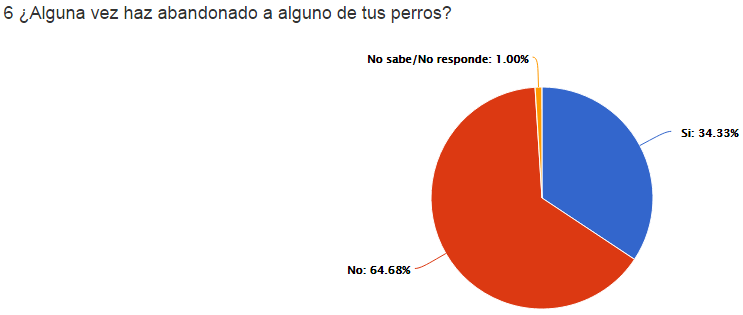 6 ¿Alguna vez haz abandonado a alguno de tus perros?
No sabe/No responde: 1.00%
Si: 34.33%
No: 64.68%